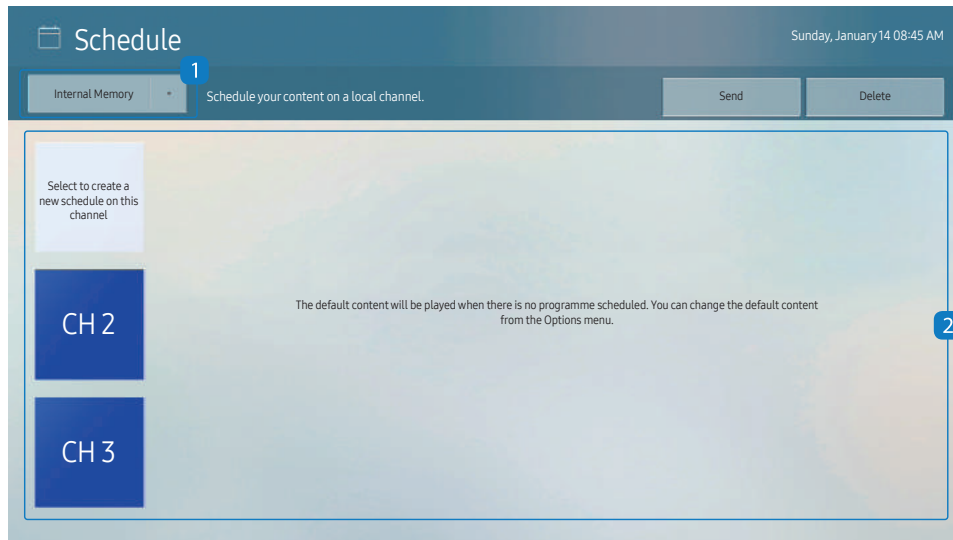 Schedule
Sunday, January 14 08:45 AM
1
Internal Memory
Schedule your content on a local channel.
Send
Delete
Select to create a
new schedule on this
channel
CH 2
The default content will be played when there is no programme scheduled. You can change the default content
from the Options menu.
2
CH 3